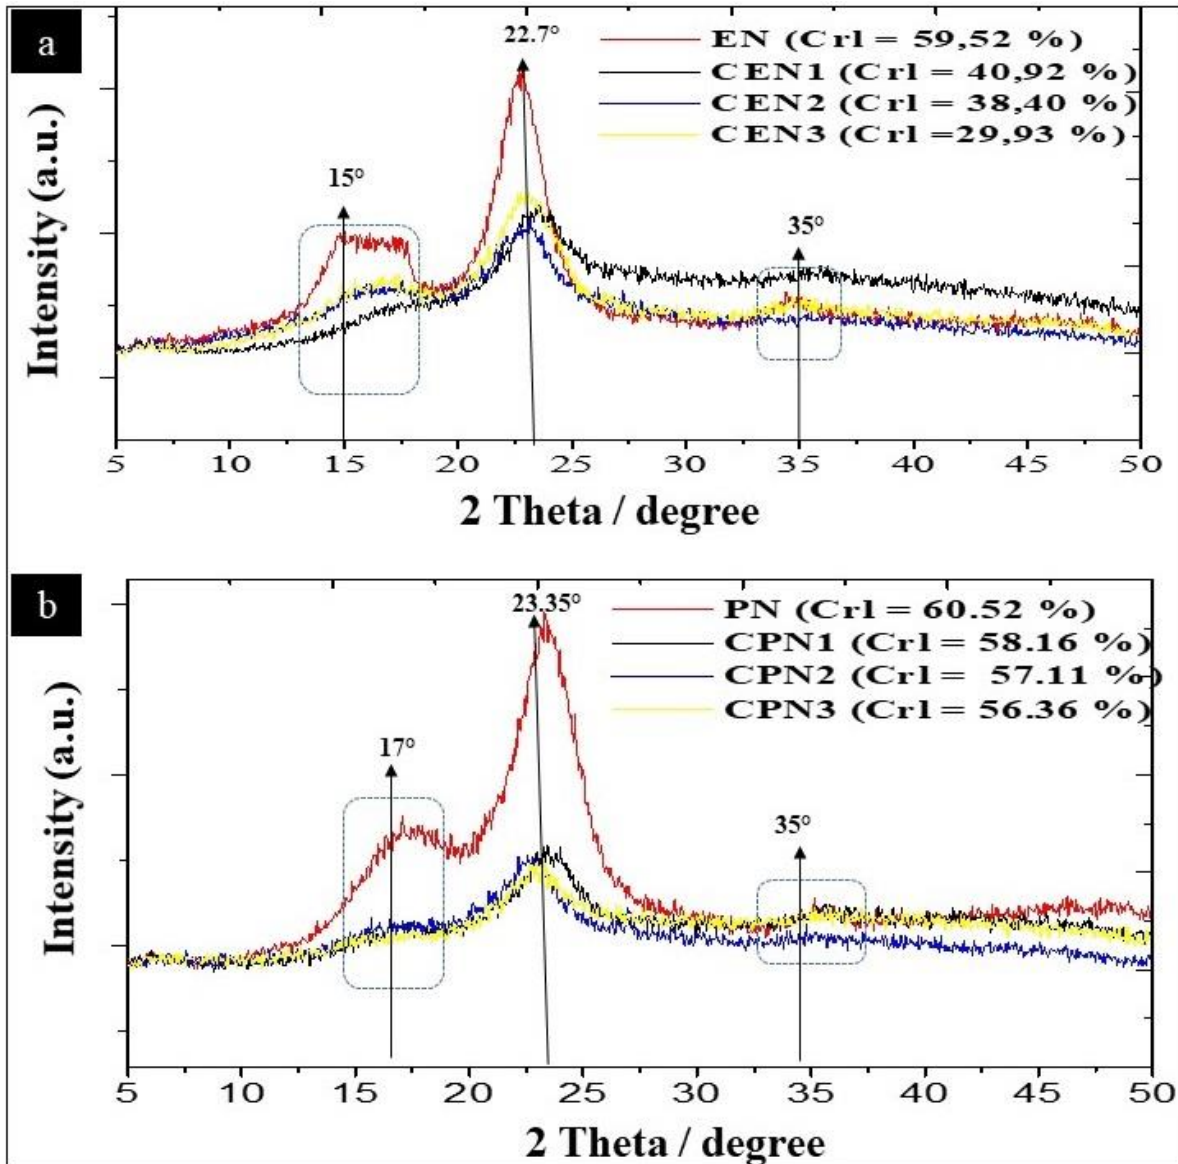 a
22.7°
EN (Crl = 59,52 %)
CEN1 (Crl = 40,92 %)
CEN2 (Crl = 38,40 %)
CEN3 (Crl =29,93 %)
15°
35°
Intensity (a.u.)
5 10 15 20 25 30 35 40 45 50
2 Theta / degree
b
23.35°
PN (Crl = 60.52 %)
CPN1 (Crl = 58.16 %)
CPN2 (Crl = 57.11 %)
CPN3 (Crl = 56.36 %)
17°
35°
Intensity (a.u.)
5 10 15 20 25 30 35 40 45 50
2 Theta / degree